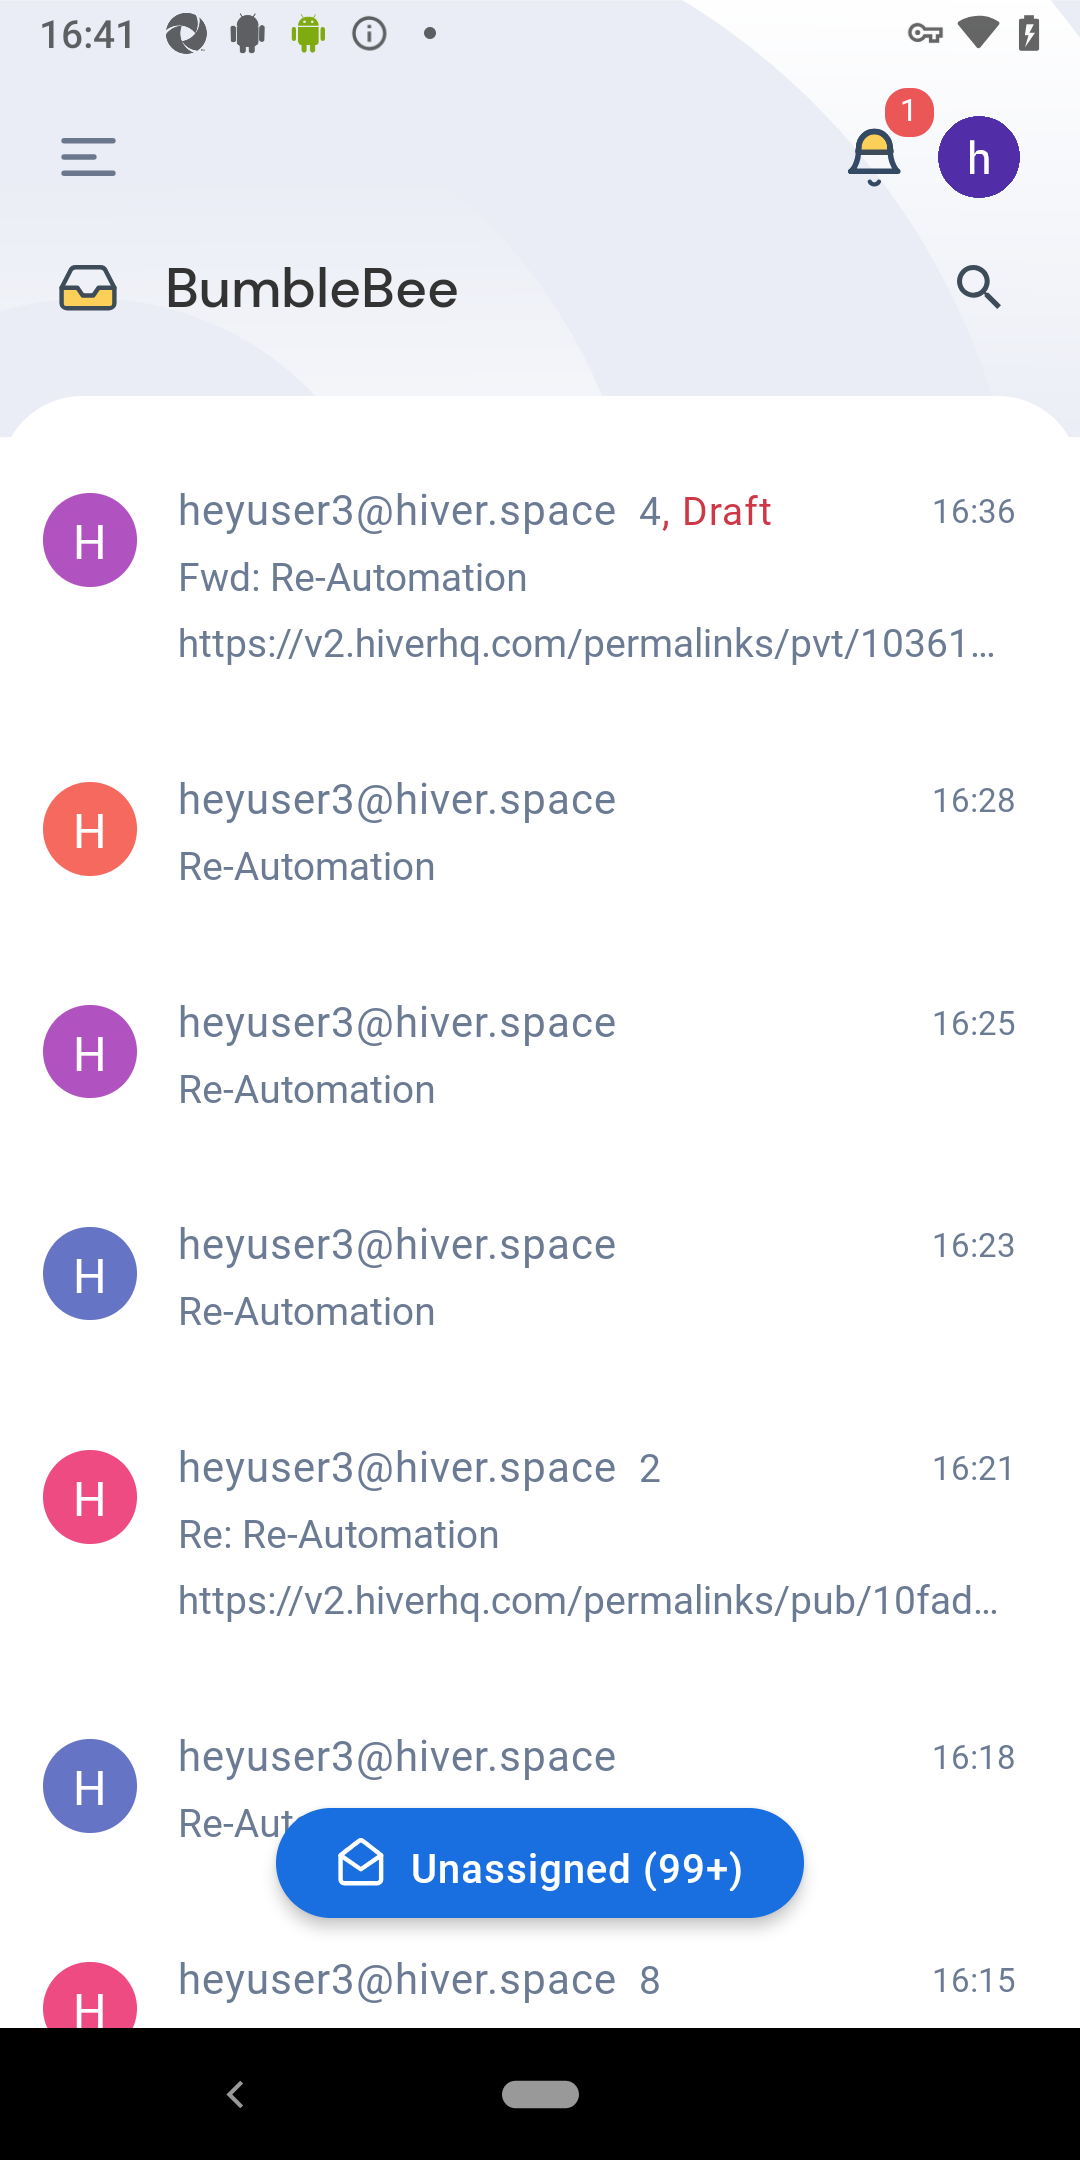 16:41
1
h
BumbleBee
H heyuser3@hiver.space 4, Draft 16:36
Fwd: Re-Automation
https://v2.hiverhq.com/permalinks/pvt/10361...
H heyuser3@hiver.space 16:28
Re-Automation
H heyuser3@hiver.space 16:25
Re-Automation
H heyuser3@hiver.space 16:23
Re-Automation
H heyuser3@hiver.space 2 16:21
Re: Re-Automation
https://v2.hiverhq.com/permalinks/pub/10fad...
H heyuser3@hiver.space 16:18
Re-Aut
Unassigned (99+)
H heyuser3@hiver.space 8 16:15